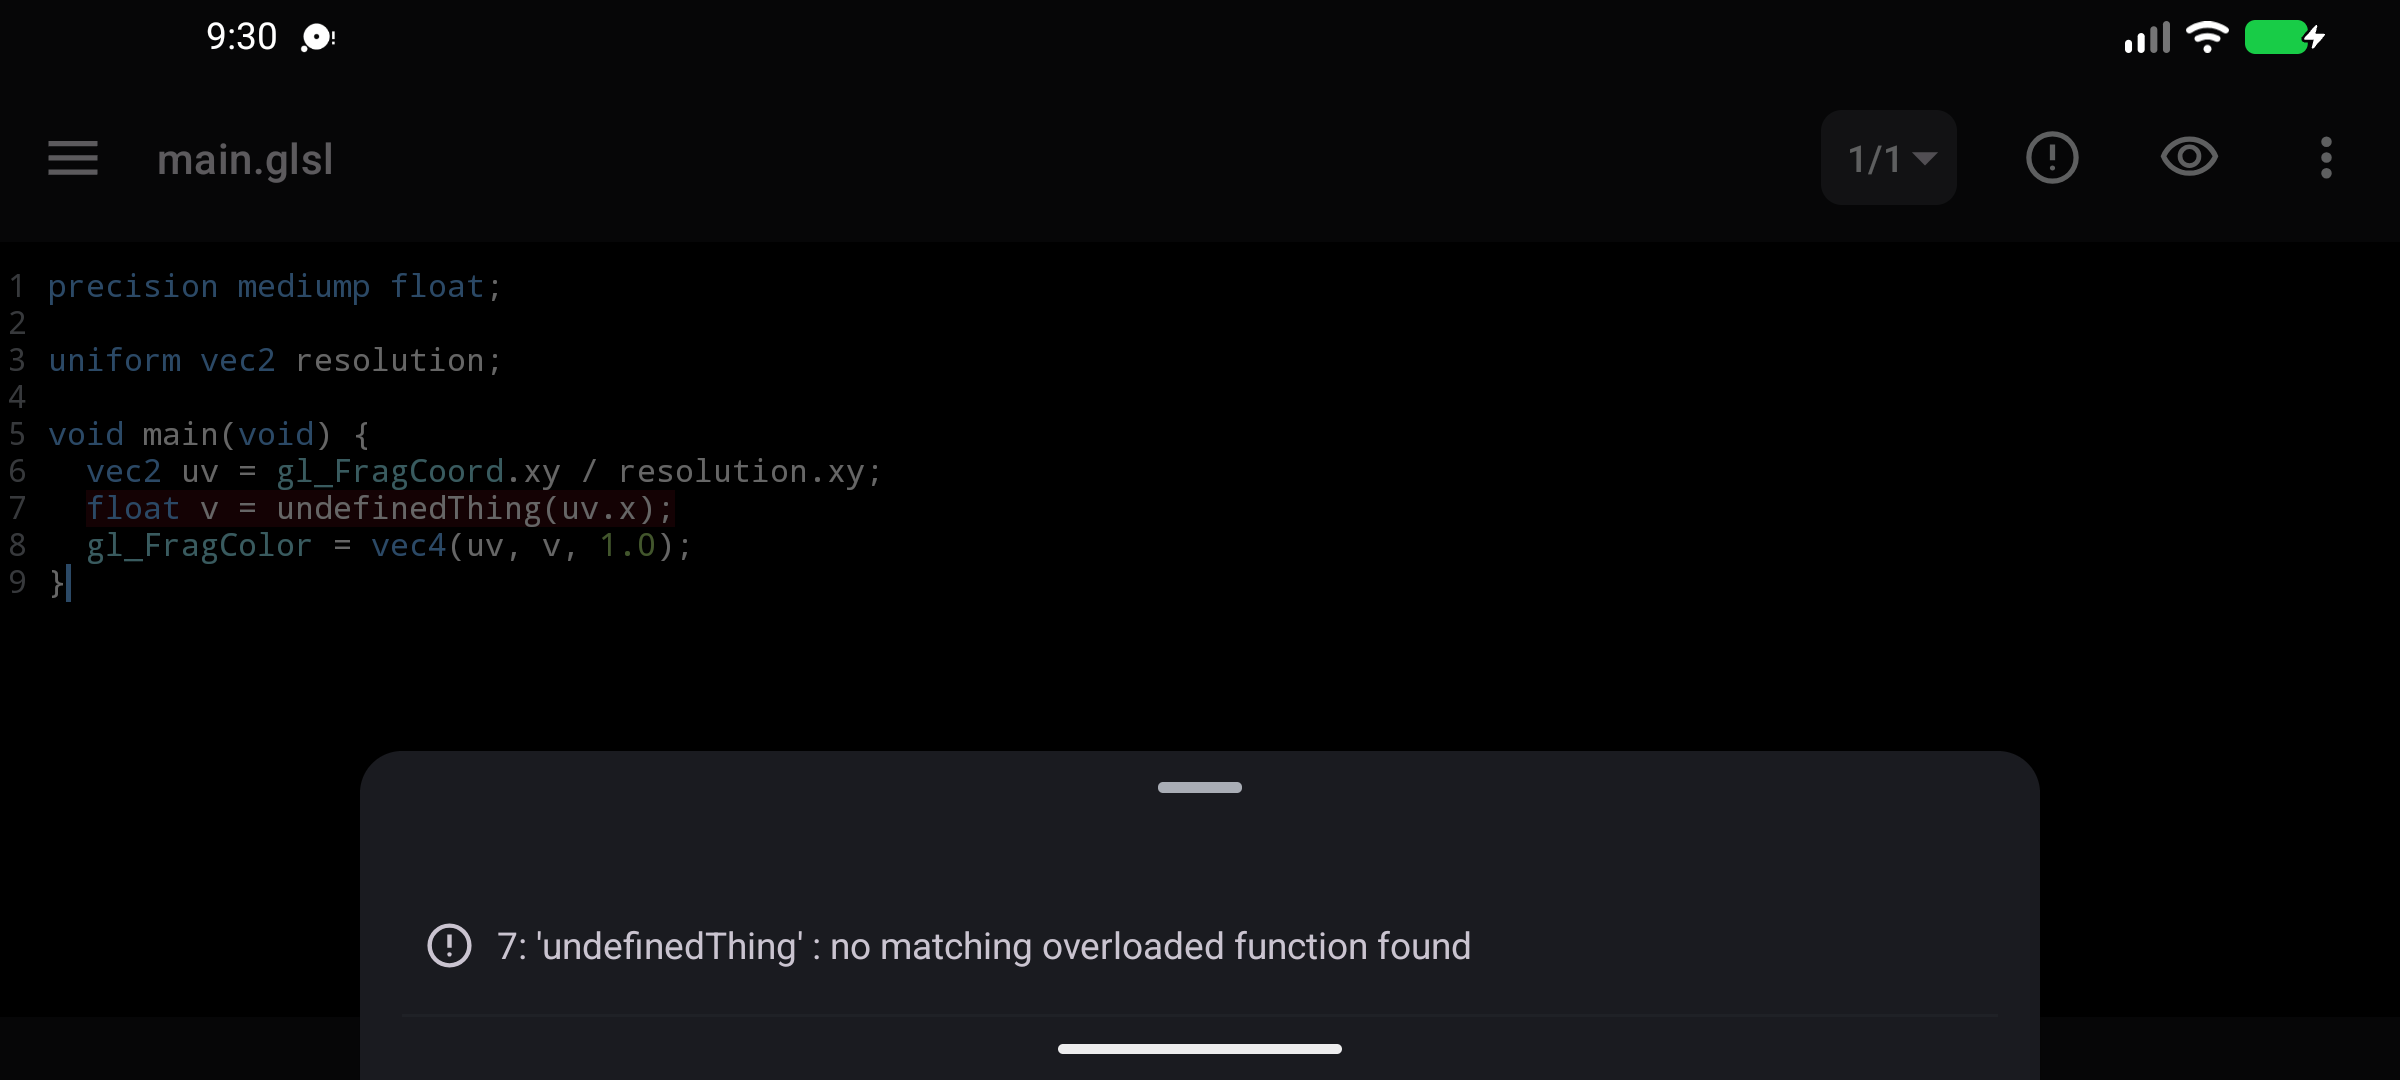 9:30
main.glsl
1/1
1 precision mediump float;
2
3 uniform vec2 resolution;
4
5 void main(void) {
6   vec2 uv = gl_FragCoord.xy / resolution.xy;
7   float v = undefinedThing(uv.x);
8   gl_FragColor = vec4(uv, v, 1.0);
9 }
7: 'undefinedThing' : no matching overloaded function found